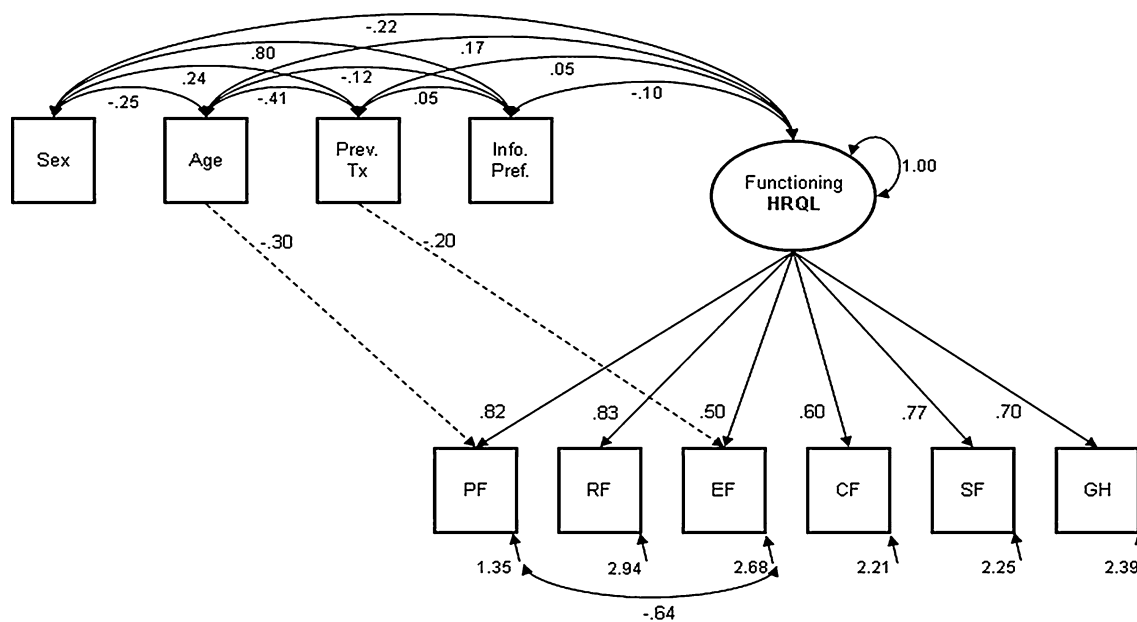 -.22
.80
.17
.24
-.12
.05
-.25
-.41
.05
-.10
Sex
Age
Prev.
Tx
Info.
Pref.
Functioning
HRQL
1.00
-.30
-.20
.82
.83
.50
.60
.77
.70
PF
RF
EF
CF
SF
GH
1.35
2.94
2.68
2.21
2.25
2.39
-.64